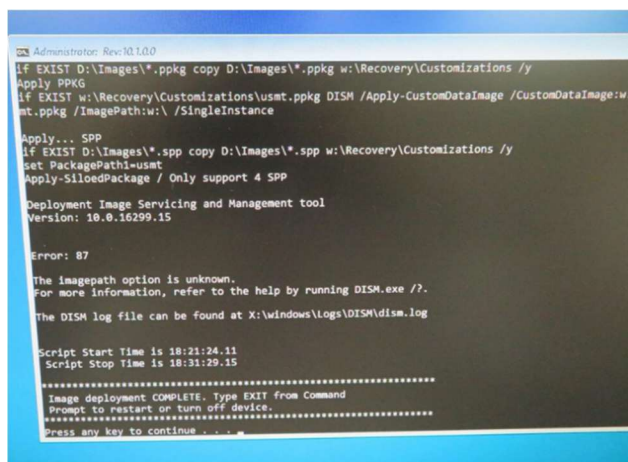 Administrator: Rev:10.1.0.0
if EXIST D:\Images\*.ppkg copy D:\Images\*.ppkg w:\Recovery\Customizations /y
Apply PPKG
if EXIST w:\Recovery\Customizations\usmt.ppkg DISM /Apply-CustomDataImage /CustomDataImage:w
mt.ppkg /ImagePath:w:\ /SingleInstance
Apply... SPP
if EXIST D:\Images\*.spp copy D:\Images\*.spp w:\Recovery\Customizations /y
set PackagePath1=usmt
Apply-SiloedPackage / Only support 4 SPP
Deployment Image Servicing and Management tool
Version: 10.0.16299.15
Error: 87
The imagepath option is unknown.
For more information, refer to the help by running DISM.exe /?.
The DISM log file can be found at X:\windows\Logs\DISM\dism.log
Script Start Time is 18:21:24.11
Script Stop Time is 18:31:29.15
Image deployment COMPLETE. Type EXIT from Command
Prompt to restart or turn off device.
Press any key to continue . . .